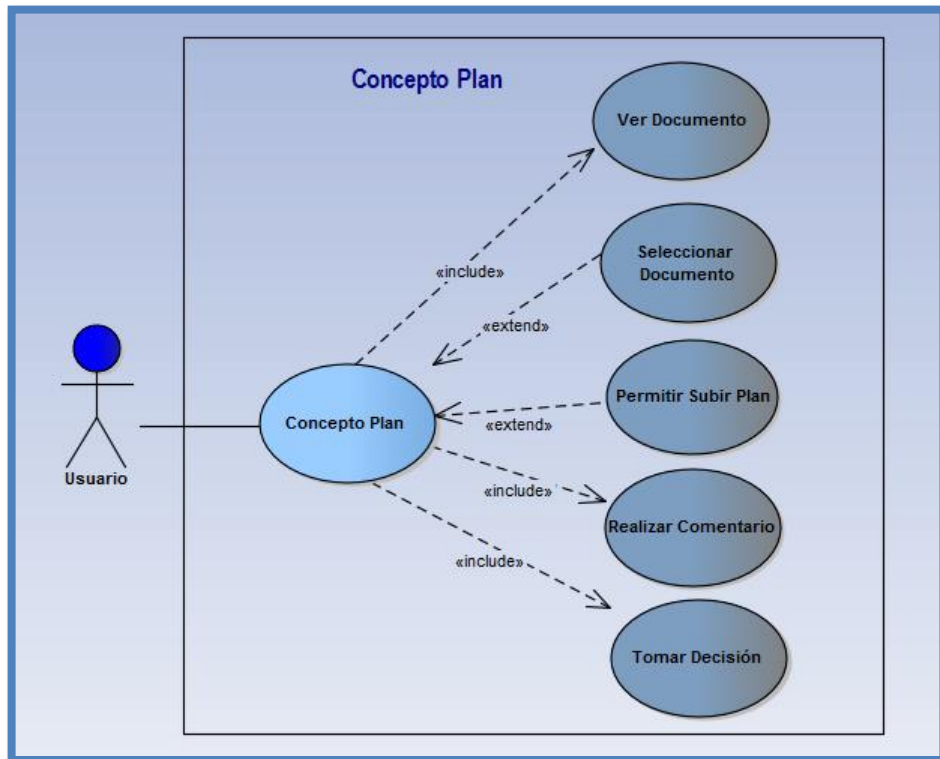 Concepto Plan
Ver Documento
Seleccionar
Documento
«include»
«extend»
Permitir Subir Plan
Concepto Plan
«extend»
Usuario
«include»
Realizar Comentario
«include»
Tomar Decisión